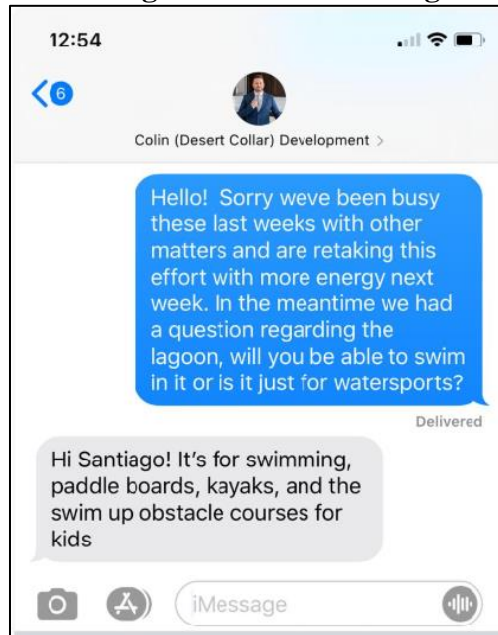 12:54
6
Colin (Desert Collar) Development >
Hello!  Sorry weve been busy
these last weeks with other
matters and are retaking this
effort with more energy next
week. In the meantime we had
a question regarding the
lagoon, will you be able to swim
in it or is it just for watersports?
Delivered
Hi Santiago! It's for swimming,
paddle boards, kayaks, and the
swim up obstacle courses for
kids
iMessage